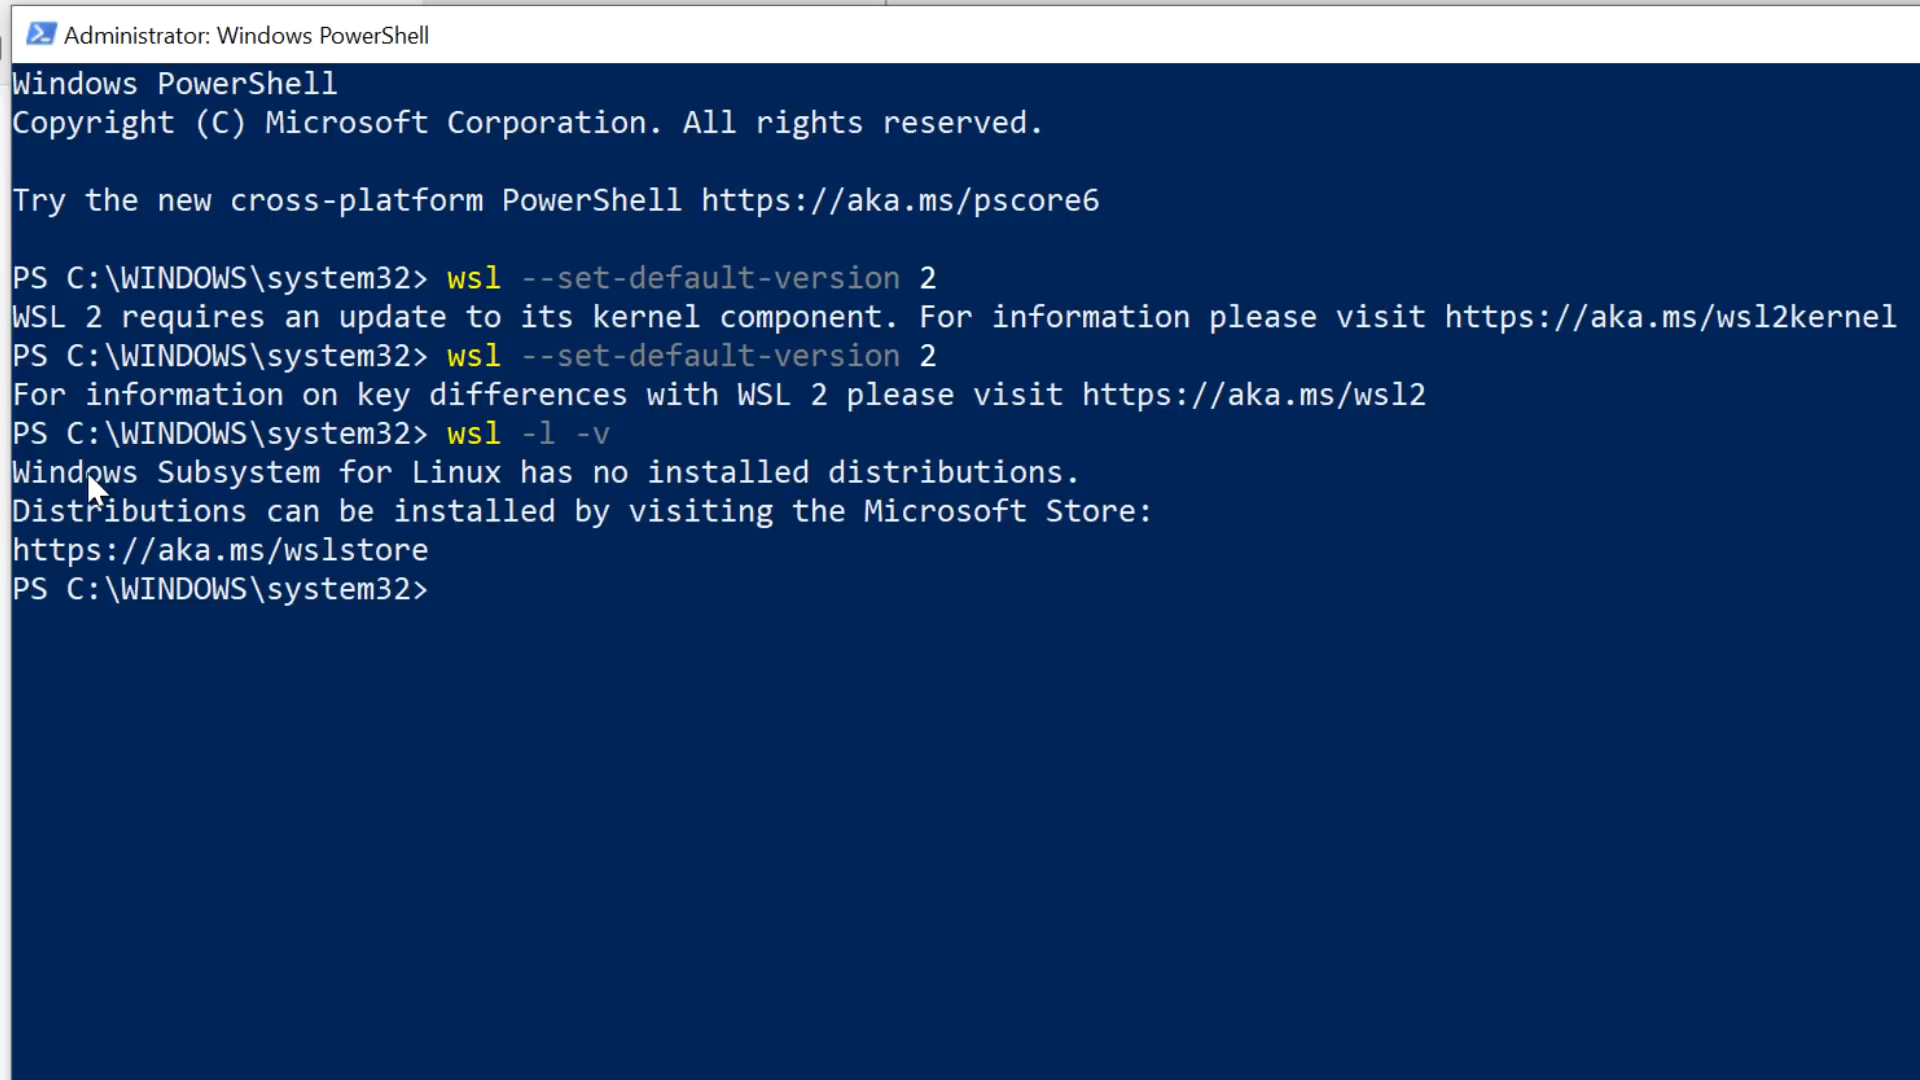 Administrator: Windows PowerShell
Windows PowerShell
Copyright (C) Microsoft Corporation. All rights reserved.
Try the new cross-platform PowerShell https://aka.ms/pscore6
PS C:\WINDOWS\system32> wsl --set-default-version 2
WSL 2 requires an update to its kernel component. For information please visit https://aka.ms/wsl2kernel
PS C:\WINDOWS\system32> wsl --set-default-version 2
For information on key differences with WSL 2 please visit https://aka.ms/wsl2
PS C:\WINDOWS\system32> wsl -l -v
Windows Subsystem for Linux has no installed distributions.
Distributions can be installed by visiting the Microsoft Store:
https://aka.ms/wslstore
PS C:\WINDOWS\system32>